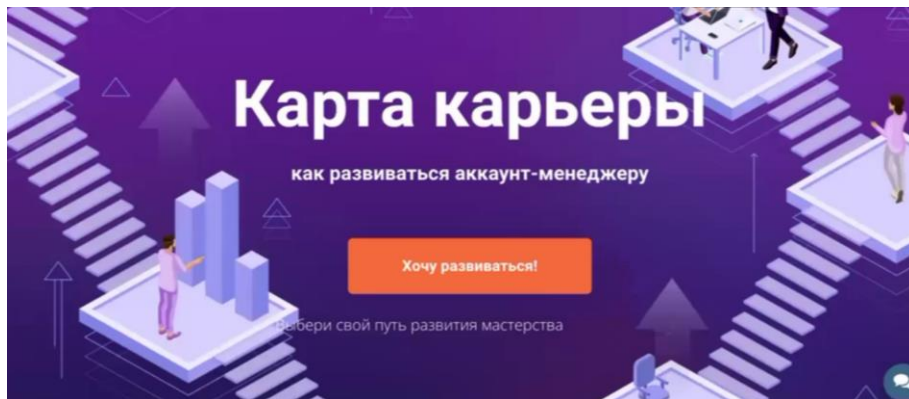 Карта карьеры
как развиваться аккаунт-менеджеру
Хочу развиваться!
Выбери свой путь развития мастерства